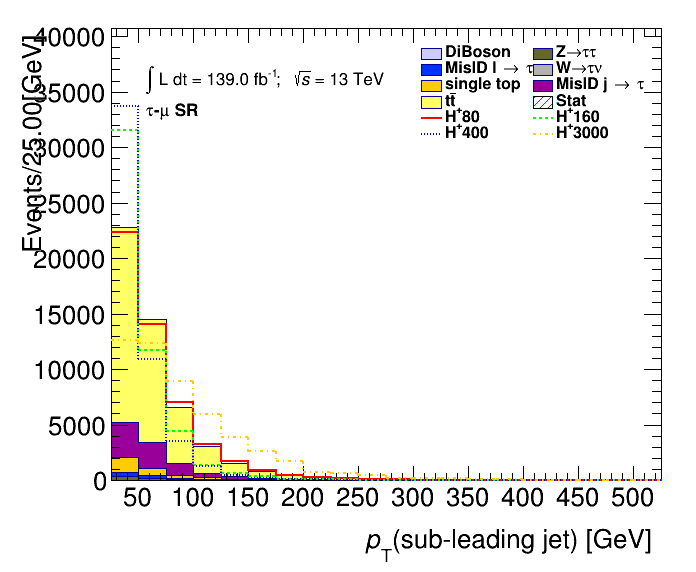 Events/25.00[GeV]
40000
35000
30000
25000
20000
15000
10000
5000
0
∫ L dt = 139.0 fb⁻¹; √s = 13 TeV
τ-μ SR
DiBoson
Z→ττ
MisID l → τ
W→τν
single top
MisID j → τ
tt̄
Stat
H⁺80
H⁺160
H⁺400
H⁺3000
50 100 150 200 250 300 350 400 450 500
p_T(sub-leading jet) [GeV]